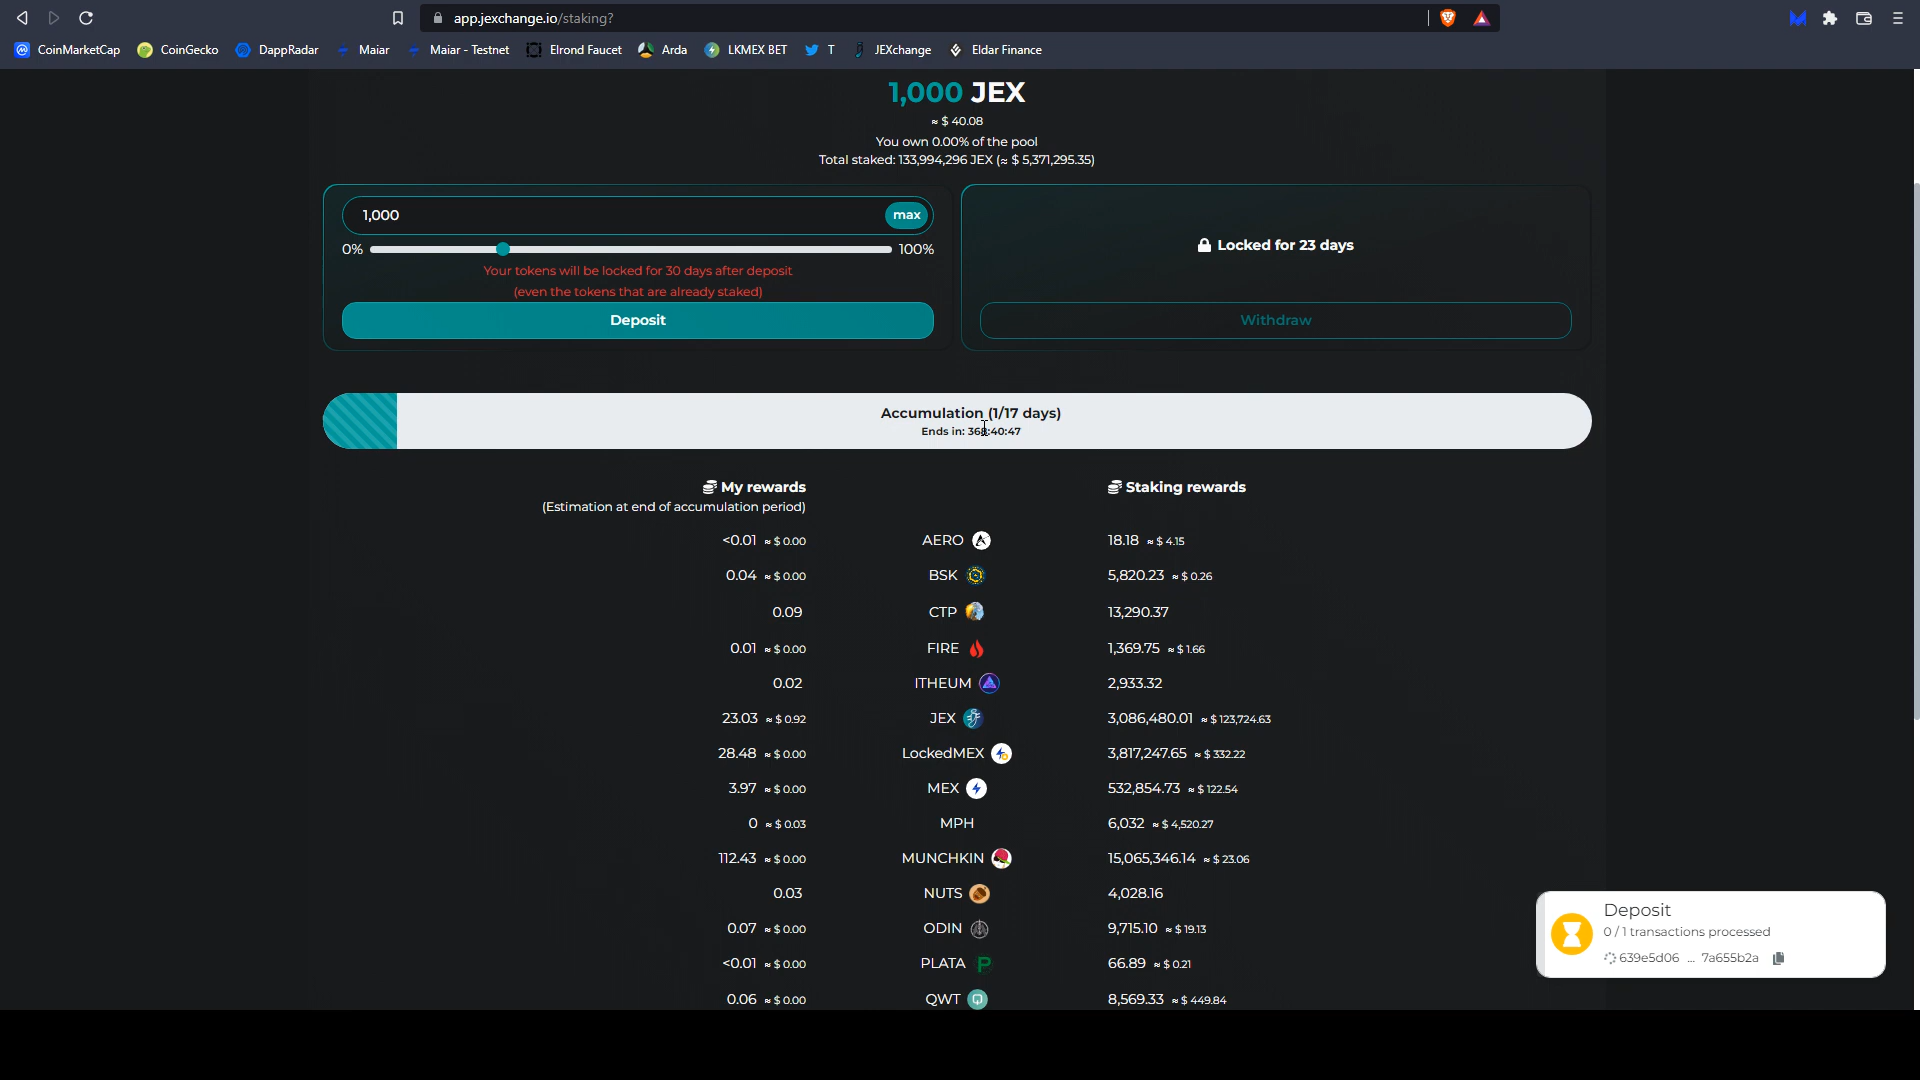 app.jexchange.io/staking?
CoinMarketCap CoinGecko DappRadar Maiar Maiar - Testnet Elrond Faucet Arda LKMEX BET T JEXchange Eldar Finance
1,000 JEX
≈ $ 40.08
You own 0.00% of the pool
Total staked: 133,994,296 JEX (≈ $ 5,371,295.35)
1,000 max
0% 100%
Your tokens will be locked for 30 days after deposit
(even the tokens that are already staked)
Deposit
Locked for 23 days
Withdraw
Accumulation (1/17 days)
Ends in: :40:47
My rewards Staking rewards
(Estimation at end of accumulation period)
<0.01 ≈ $ 0.00 AERO 18.18 ≈ $ 4.15
0.04 ≈ $ 0.00 BSK 5,820.23 ≈ $ 0.26
0.09 CTP 13,290.37
0.01 ≈ $ 0.00 FIRE 1,369.75 ≈ $ 1.66
0.02 ITHEUM 2,933.32
23.03 ≈ $ 0.92 JEX 3,086,480.01 ≈ $ 123,724.63
28.48 ≈ $ 0.00 LockedMEX 3,817,247.65 ≈ $ 332.22
3.97 ≈ $ 0.00 MEX 532,854.73 ≈ $ 122.54
0 ≈ $ 0.03 MPH 6,032 ≈ $ 4,520.27
112.43 ≈ $ 0.00 MUNCHKIN 15,065,346.14 ≈ $ 23.06
0.03 NUTS 4,028.16
0.07 ≈ $ 0.00 ODIN 9,715.10 ≈ $ 19.13
<0.01 ≈ $ 0.00 PLATA 66.89 ≈ $ 0.21
0.06 ≈ $ 0.00 QWT 8,569.33 ≈ $ 449.84
Deposit
0 / 1 transactions processed
639e5d06 ... 7a655b2a